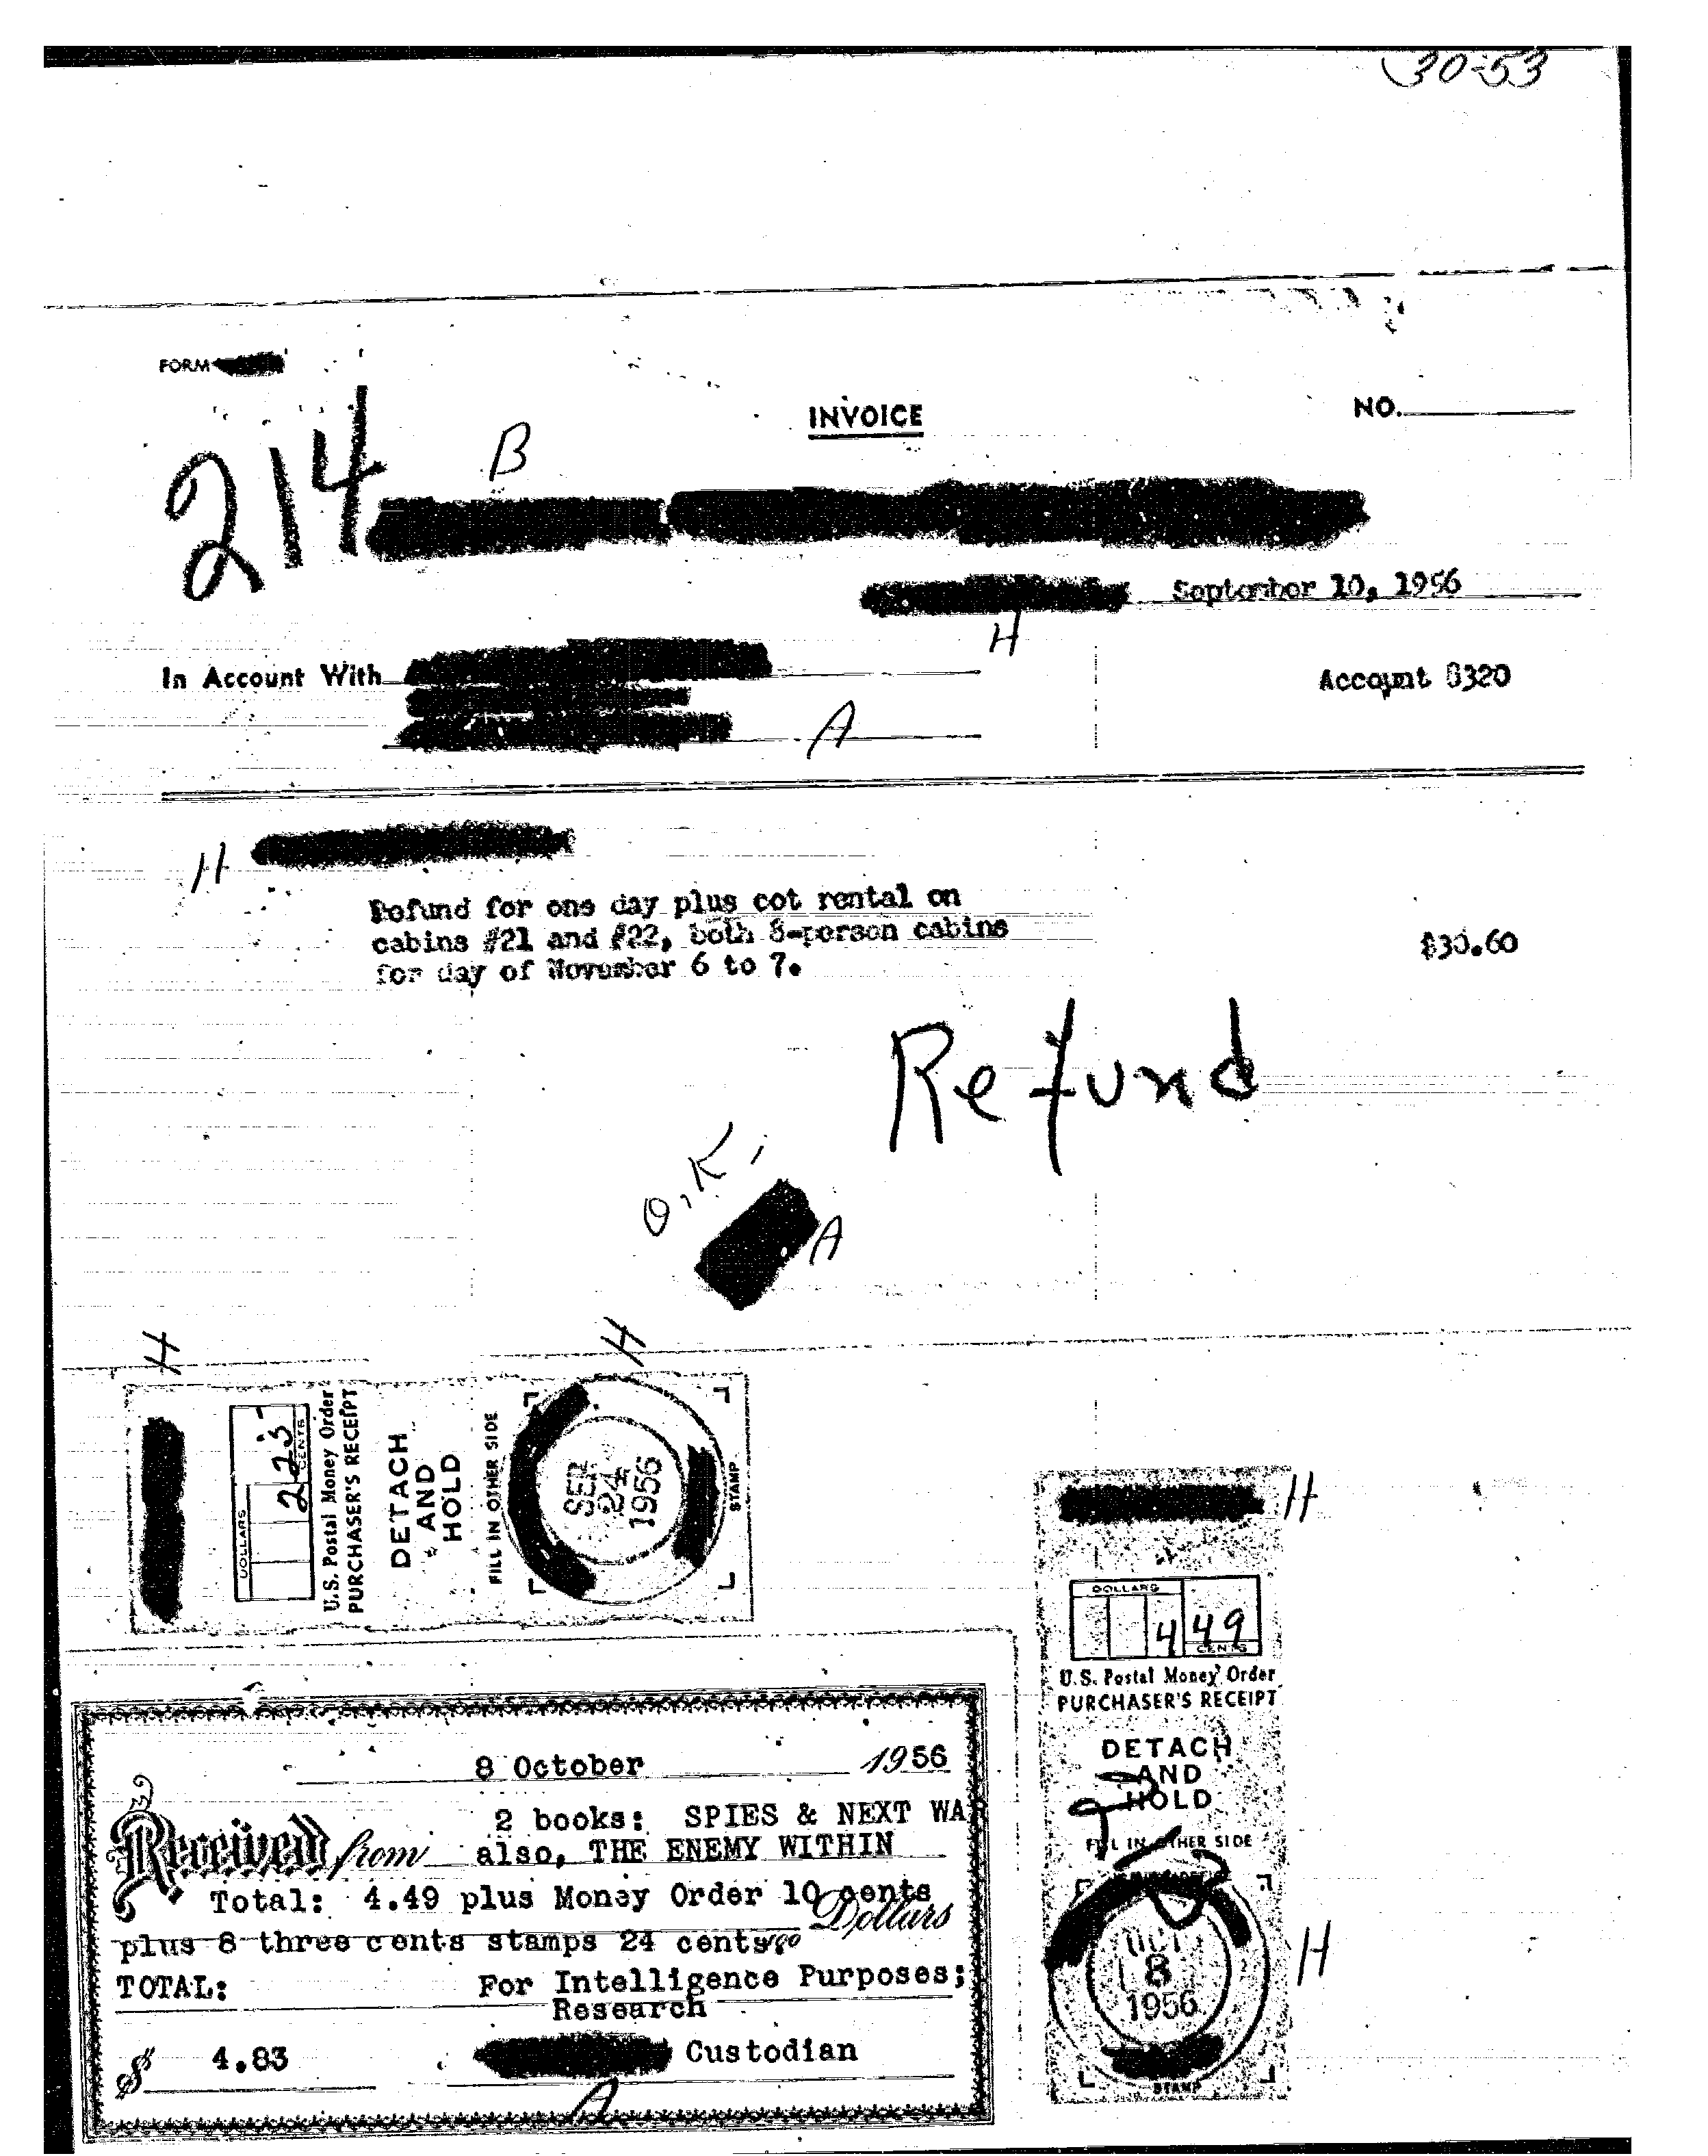 30-53
FORM
INVOICE
NO.
214
B
September 10, 1956
H
In Account With
Account 8320
A
H
Refund for one day plus cot rental on
cabins #21 and #22, both 8-person cabins
for day of November 6 to 7.
$30.60
Refund
O.K.
A
H
H
DOLLARS
CENTS
2 23
U.S. Postal Money Order
PURCHASER'S RECEIPT
DETACH
AND
HOLD
FILL IN OTHER SIDE
SEP
24
1956
STAMP
H
DOLLARS
4 49
CENTS
U.S. Postal Money Order
PURCHASER'S RECEIPT
DETACH
AND
HOLD
FILL IN OTHER SIDE
OCT
8
1956
STAMP
H
8 October 1956
2 books: SPIES & NEXT WAR
Received from also, THE ENEMY WITHIN
Total: 4.49 plus Money Order 10 cents
Dollars
plus 8 three cents stamps 24 cents
TOTAL: For Intelligence Purposes;
Research
$ 4.83 Custodian
A